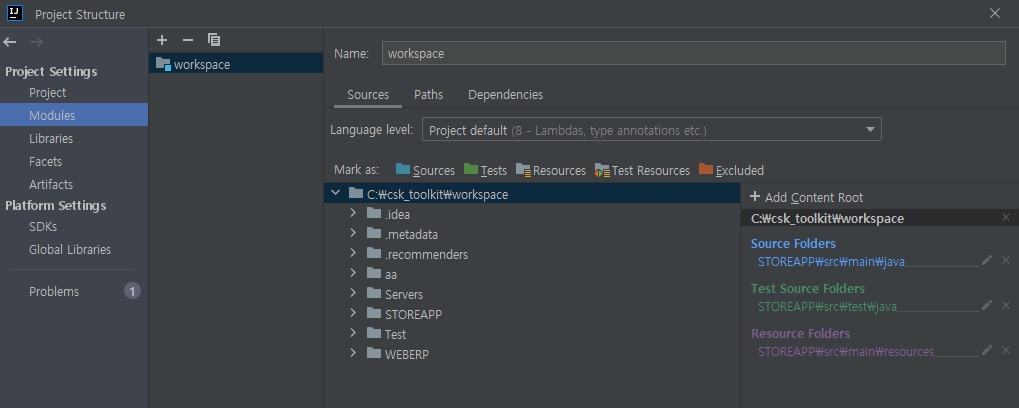 IJ
Project Structure
Project Settings
Project
Modules
Libraries
Facets
Artifacts
Platform Settings
SDKs
Global Libraries
Problems
1
workspace
Name:
workspace
Sources
Paths
Dependencies
Language level:
Project default (8 - Lambdas, type annotations etc.)
Mark as:
Sources
Tests
Resources
Test Resources
Excluded
C:₩csk_toolkit₩workspace
.idea
.metadata
.recommenders
aa
Servers
STOREAPP
Test
WEBERP
Add Content Root
C:₩csk_toolkit₩workspace
Source Folders
STOREAPP₩src₩main₩java
Test Source Folders
STOREAPP₩src₩test₩java
Resource Folders
STOREAPP₩src₩main₩resources